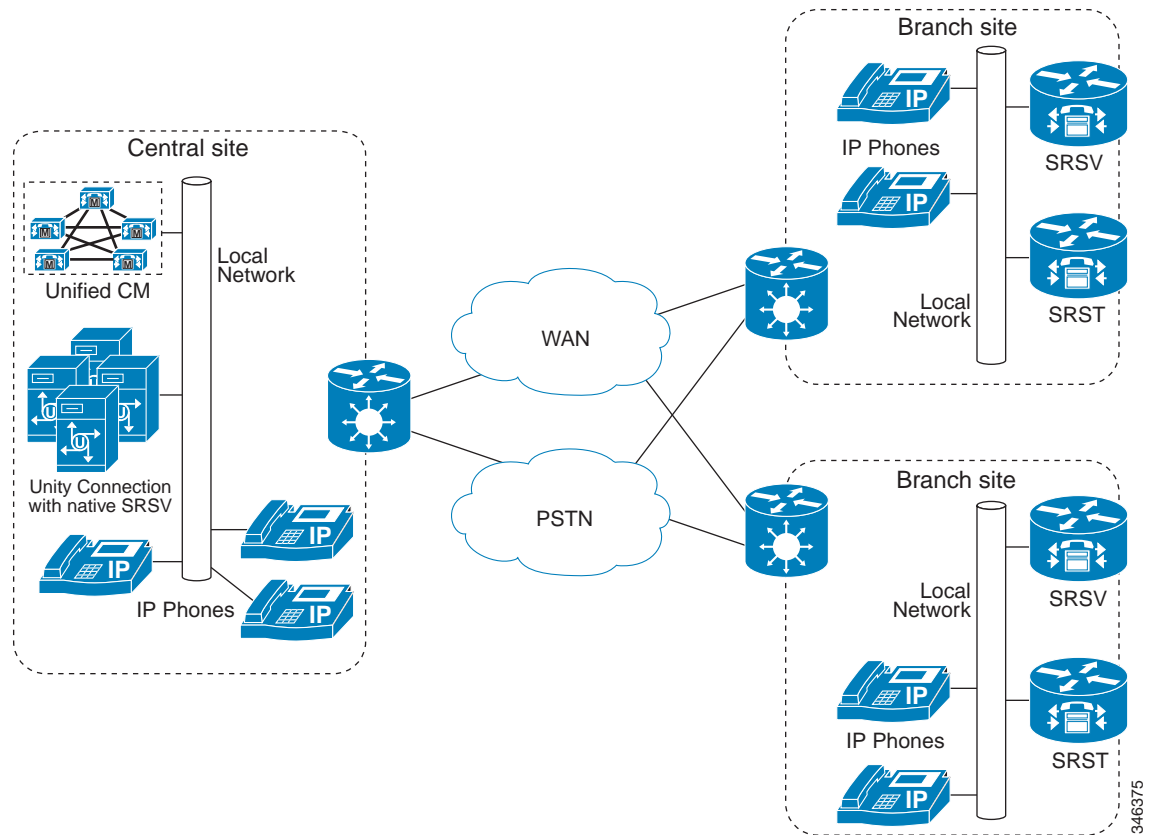 Central site
M
M
M
M
M
Unified CM
Local
Network
U
U
U
Unity Connection
with native SRSV
IP
IP
IP
IP Phones
WAN
PSTN
Branch site
IP
IP Phones
IP
Local
Network
SRSV
SRST
Branch site
Local
Network
IP
IP Phones
IP
SRSV
SRST
346375